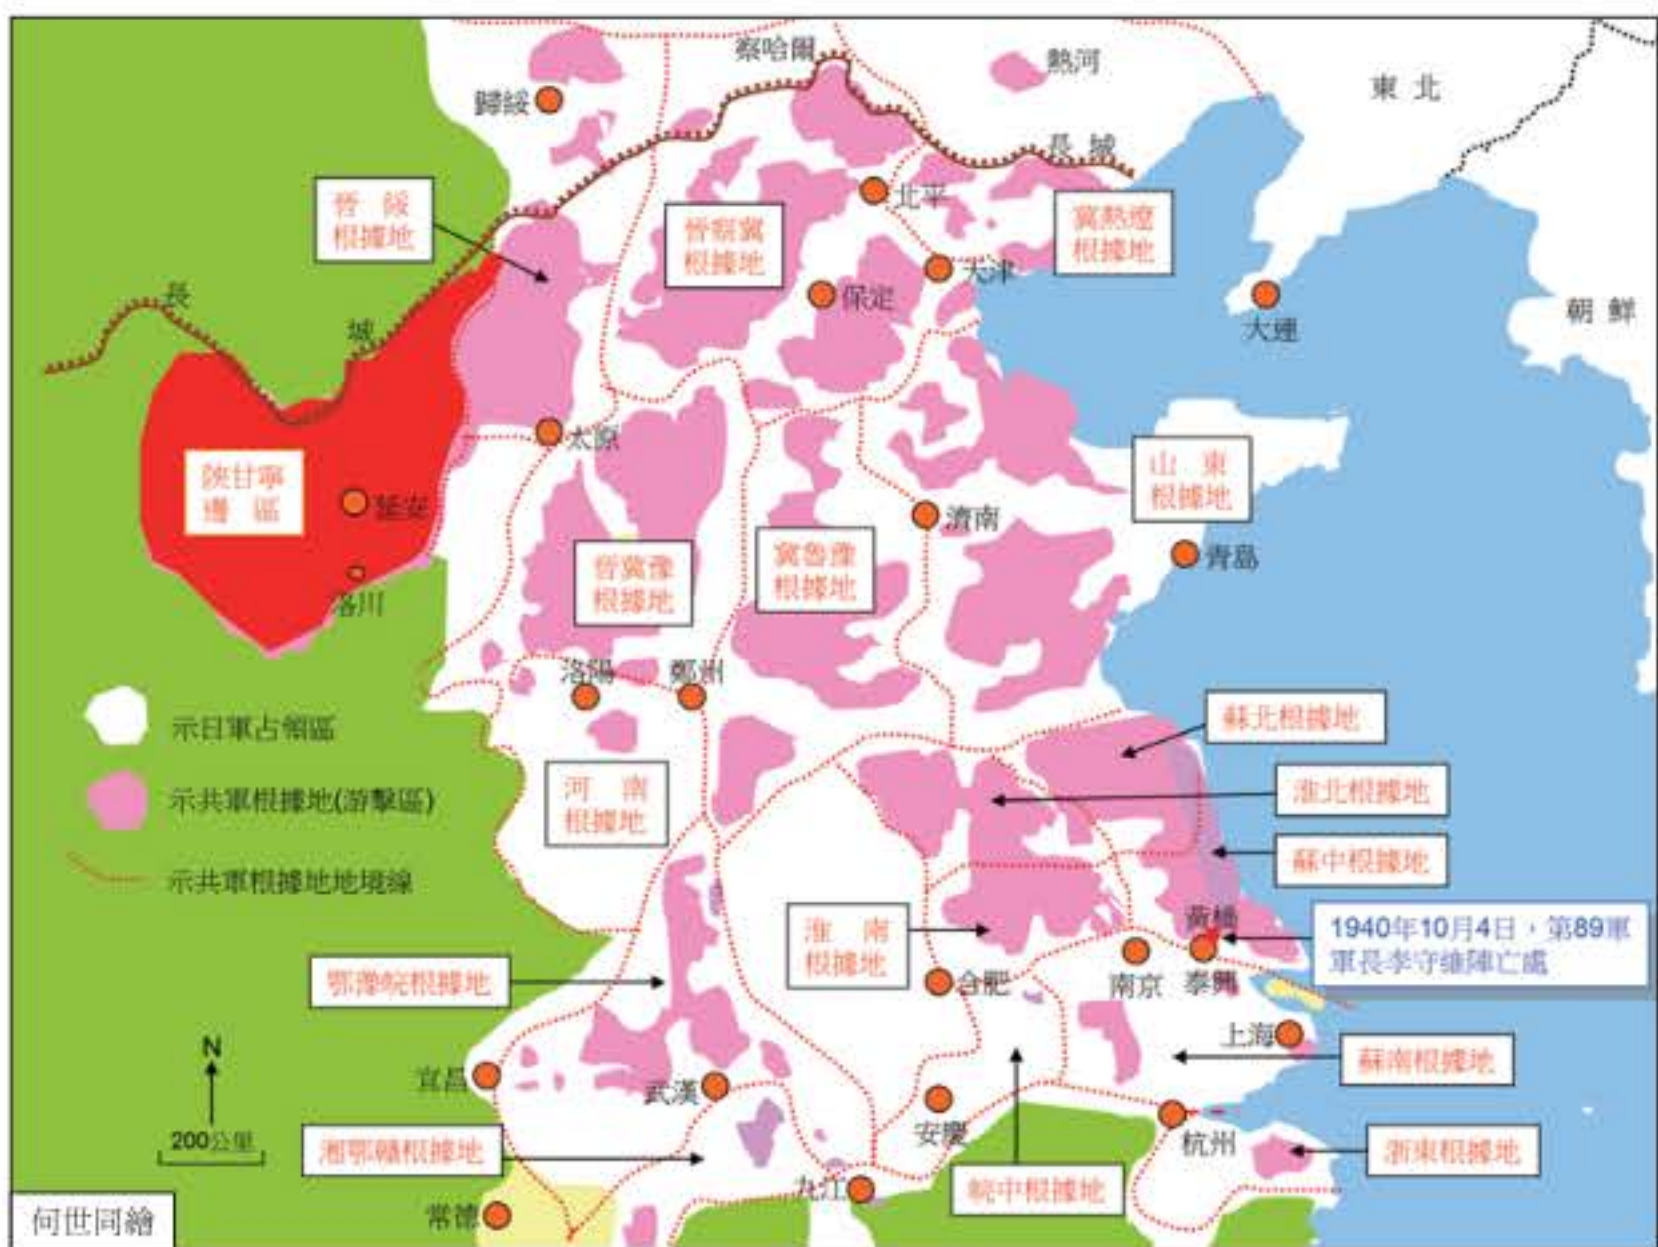 察哈爾
熱河
東 北
歸綏
長 城
晉 綏
根據地
晉察冀
根據地
北平
冀熱遼
根據地
天津
保定
大連
朝 鮮
長
城
太原
陝甘寧
邊 區
延安
洛川
山 東
根據地
濟南
青島
晉冀豫
根據地
冀魯豫
根據地
洛陽
鄭州
示日軍占領區
示共軍根據地(游擊區)
示共軍根據地地境線
河 南
根據地
蘇北根據地
淮北根據地
蘇中根據地
黃橋
1940年10月4日，第89軍
軍長李守維陣亡處
淮 南
根據地
合肥
南京
泰興
鄂豫皖根據地
上海
蘇南根據地
N
200公里
宜昌
武漢
安慶
杭州
湘鄂贛根據地
浙東根據地
皖中根據地
九江
常德
何世同繪